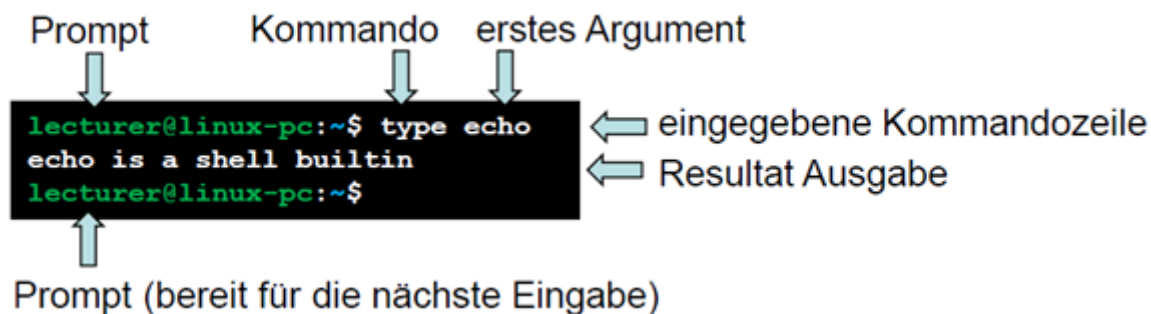 Prompt Kommando erstes Argument
lecturer@linux-pc:~$ type echo
eingegebene Kommandozeile
echo is a shell builtin
Resultat Ausgabe
lecturer@linux-pc:~$
Prompt (bereit für die nächste Eingabe)